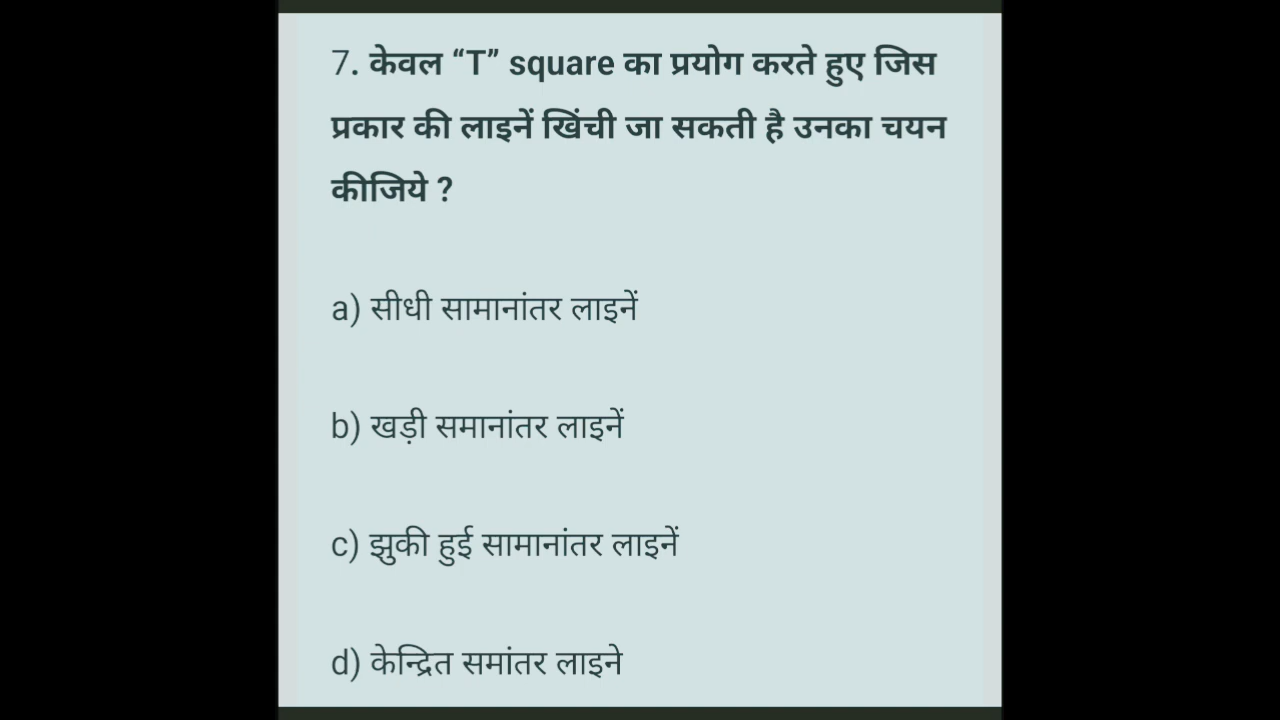 7. केवल “T” square का प्रयोग करते हुए जिस
प्रकार की लाइनें खिंची जा सकती है उनका चयन
कीजिये ?
a) सीधी सामानांतर लाइनें
b) खड़ी समानांतर लाइनें
c) झुकी हुई सामानांतर लाइनें
d) केन्द्रित समांतर लाइने